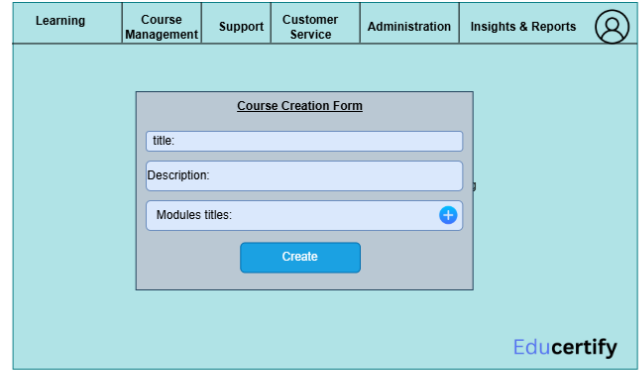 Learning
Course
Management
Support
Customer
Service
Administration
Insights & Reports
Course Creation Form
title:
Description:
Modules titles:
Create
Educertify